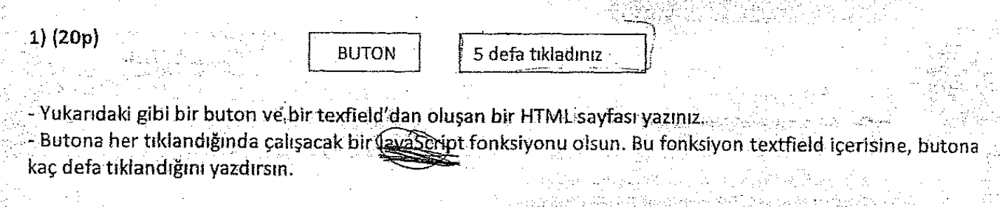 1) (20p)
BUTON
5 defa tıkladınız
- Yukarıdaki gibi bir buton ve bir texfield'dan oluşan bir HTML sayfası yazınız.
- Butona her tıklandığında çalışacak bir JavaScript fonksiyonu olsun. Bu fonksiyon textfield içerisine, butona
kaç defa tıklandığını yazdırsın.